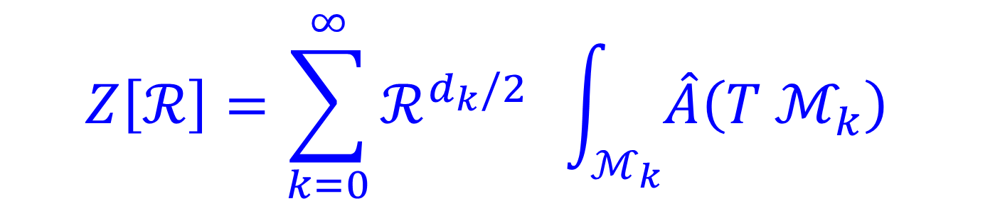 Z[ℛ] = ∑_{k=0}^{∞} ℛ^{d_k/2} ∫_{ℳ_k} Â(T ℳ_k)